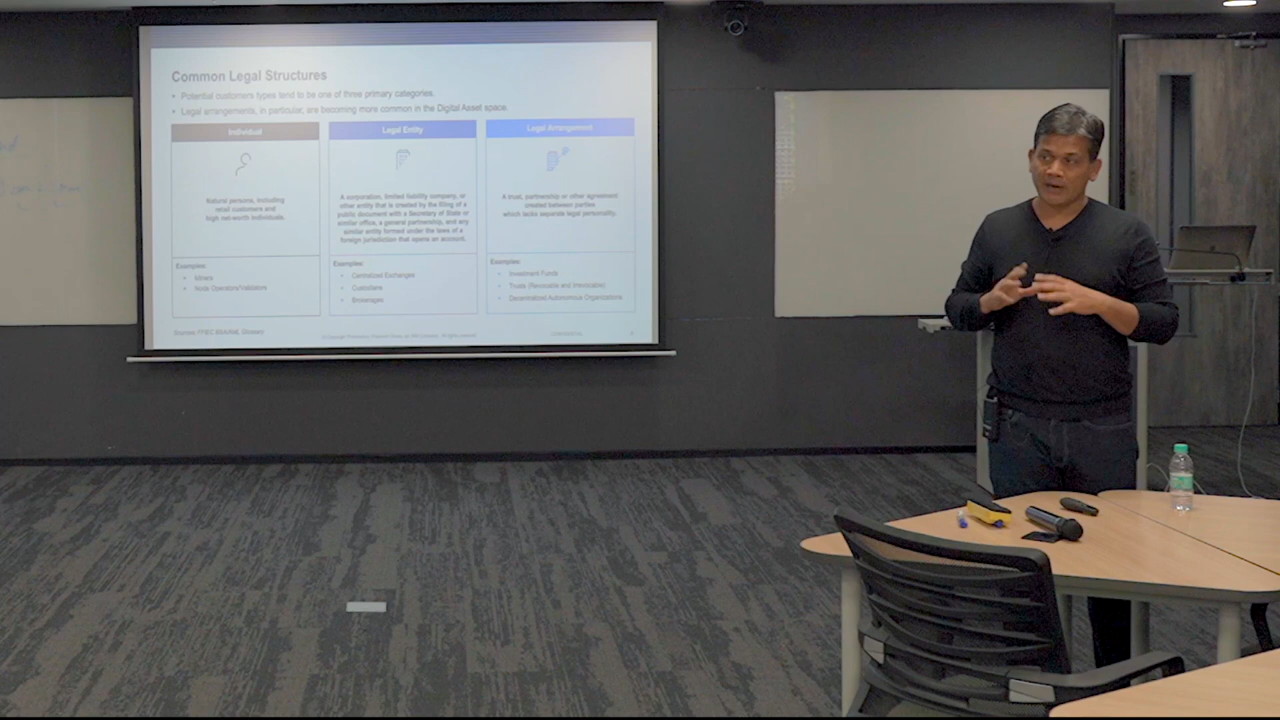 Common Legal Structures
• Potential customers types tend to be one of three primary categories.
• Legal arrangements, in particular, are becoming more common in the Digital Asset space.
Individual
Natural persons, including
retail customers and
high net-worth individuals.
Examples:
• Miners
• Node Operators/Validators
Legal Entity
A corporation, limited liability company, or
other entity that is created by the filing of a
public document with a Secretary of State or
similar office, a general partnership, and any
similar entity formed under the laws of a
foreign jurisdiction that opens an account.
Examples:
• Centralized Exchanges
• Custodians
• Brokerages
Legal Arrangement
A trust, partnership or other agreement
created between parties
which lacks separate legal personality.
Examples:
• Investment Funds
• Trusts (Revocable and Irrevocable)
• Decentralized Autonomous Organizations
Sources: FFIEC BSA/AML Glossary
CONFIDENTIAL